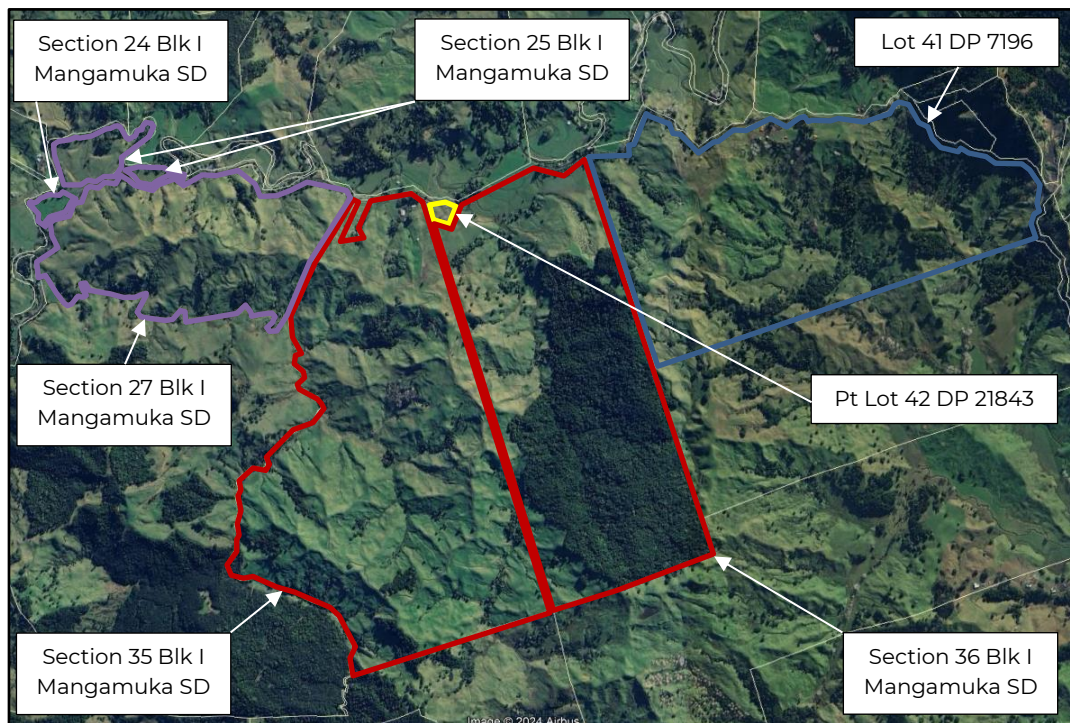 Section 24 Blk I
Mangamuka SD
Section 25 Blk I
Mangamuka SD
Lot 41 DP 7196
Section 27 Blk I
Mangamuka SD
Pt Lot 42 DP 21843
Section 35 Blk I
Mangamuka SD
Section 36 Blk I
Mangamuka SD
Image © 2024 Airbus